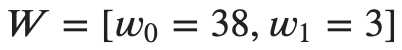 W = [w₀ = 38, w₁ = 3]